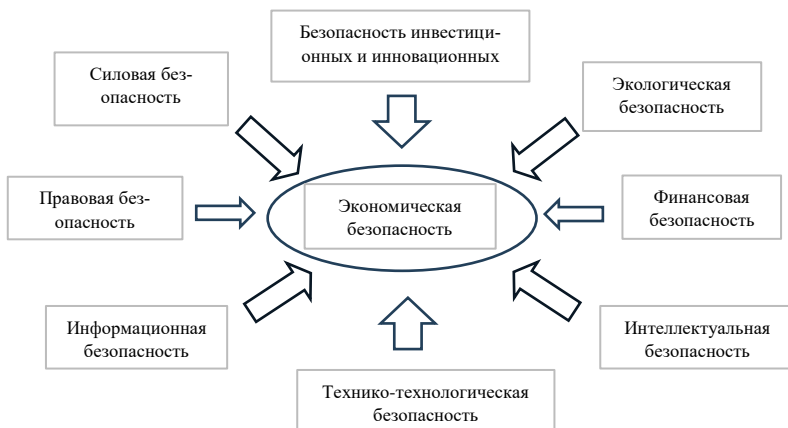 Безопасность инвестици-
онных и инновационных
Силовая без-
опасность
Экологическая
безопасность
Правовая без-
опасность
Экономическая
безопасность
Финансовая
безопасность
Информационная
безопасность
Интеллектуальная
безопасность
Технико-технологическая
безопасность